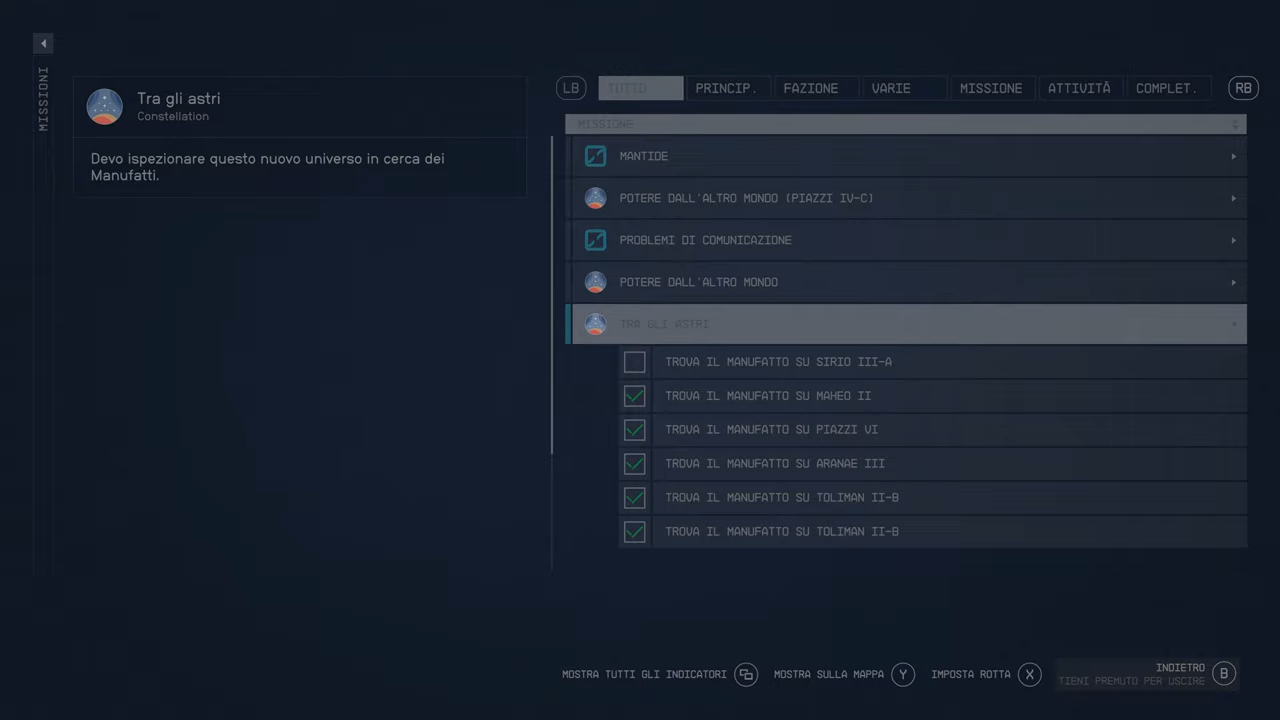 MISSIONI
Tra gli astri
Constellation
Devo ispezionare questo nuovo universo in cerca dei
Manufatti.
LB
TUTTO
PRINCIP.
FAZIONE
VARIE
MISSIONE
ATTIVITÀ
COMPLET.
RB
MISSIONE
MANTIDE
POTERE DALL'ALTRO MONDO (PIAZZI IV-C)
PROBLEMI DI COMUNICAZIONE
POTERE DALL'ALTRO MONDO
TRA GLI ASTRI
TROVA IL MANUFATTO SU SIRIO III-A
TROVA IL MANUFATTO SU MAHEO II
TROVA IL MANUFATTO SU PIAZZI VI
TROVA IL MANUFATTO SU ARANAE III
TROVA IL MANUFATTO SU TOLIMAN II-B
TROVA IL MANUFATTO SU TOLIMAN II-B
MOSTRA TUTTI GLI INDICATORI
MOSTRA SULLA MAPPA Y
IMPOSTA ROTTA X
INDIETRO B
TIENI PREMUTO PER USCIRE